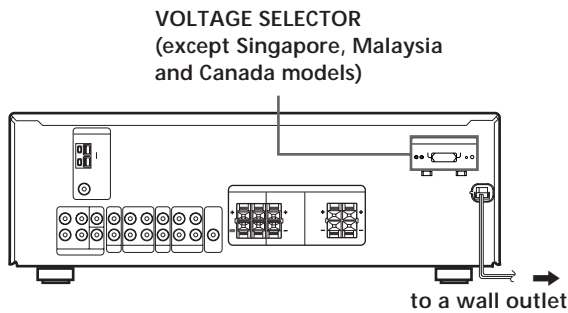 VOLTAGE SELECTOR
(except Singapore, Malaysia
and Canada models)
+ + + +
– – – –
to a wall outlet